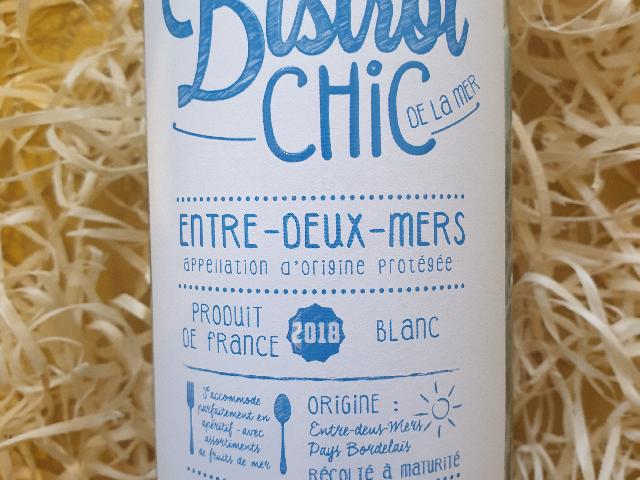 Bistrot
CHIC
DE LA MER
ENTRE-DEUX-MERS
appellation d'origine protégée
PRODUIT
DE FRANCE
2018
BLANC
S'accommode
parfaitement en
apéritif - avec
assortiments
de fruits de mer
ORIGINE :
Entre-deus-Mers
Pays Bordelais
RÉCOLTÉ à MATURITÉ